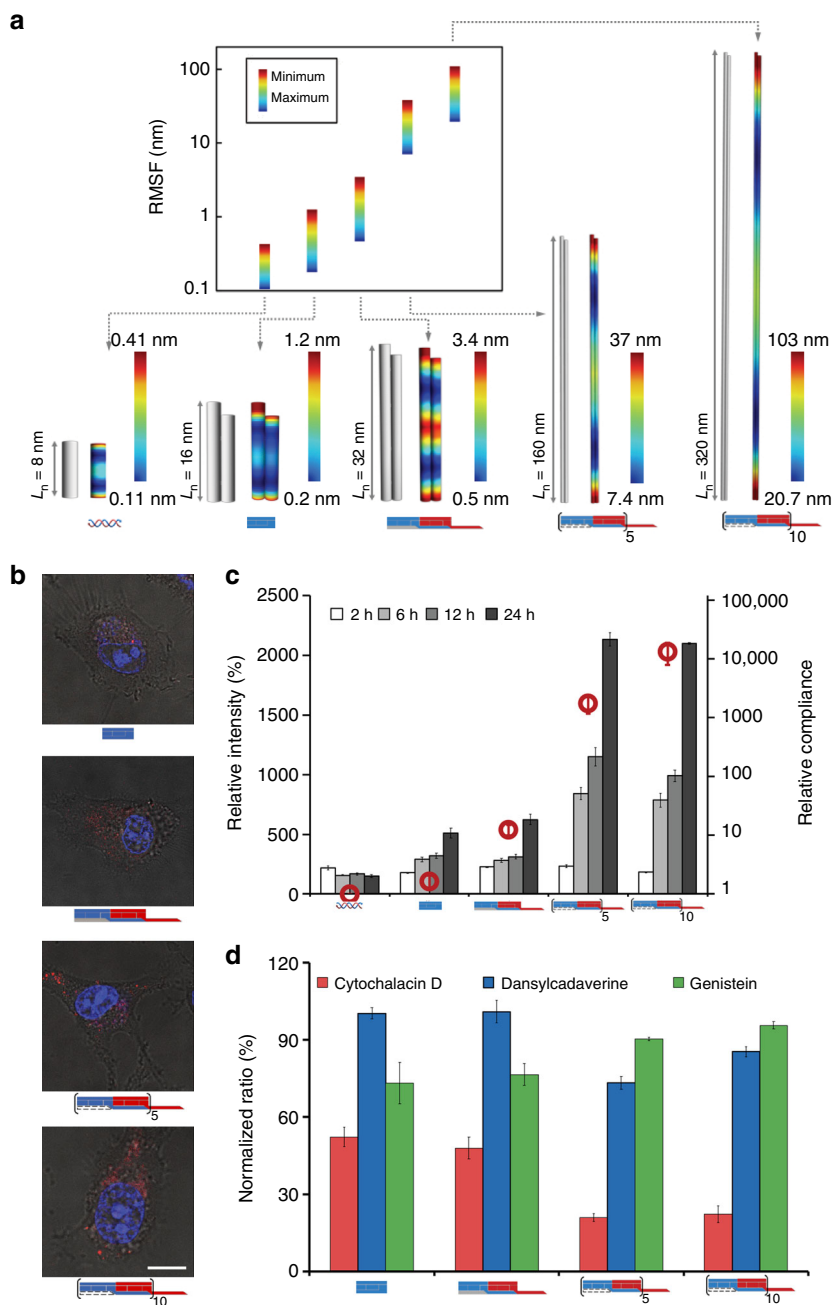 a
100
10
1
0.1
RMSF (nm)
Minimum
Maximum
0.41 nm
0.11 nm
Ln = 8 nm
1.2 nm
0.2 nm
Ln = 16 nm
3.4 nm
0.5 nm
Ln = 32 nm
37 nm
7.4 nm
Ln = 160 nm
5
103 nm
20.7 nm
Ln = 320 nm
10
b
5
10
c
2500
2000
1500
1000
500
0
Relative intensity (%)
2 h 6 h 12 h 24 h
100,000
10,000
1000
100
10
1
Relative compliance
5
10
d
120
90
60
30
0
Normalized ratio (%)
Cytochalacin D Dansylcadaverine Genistein
5
10